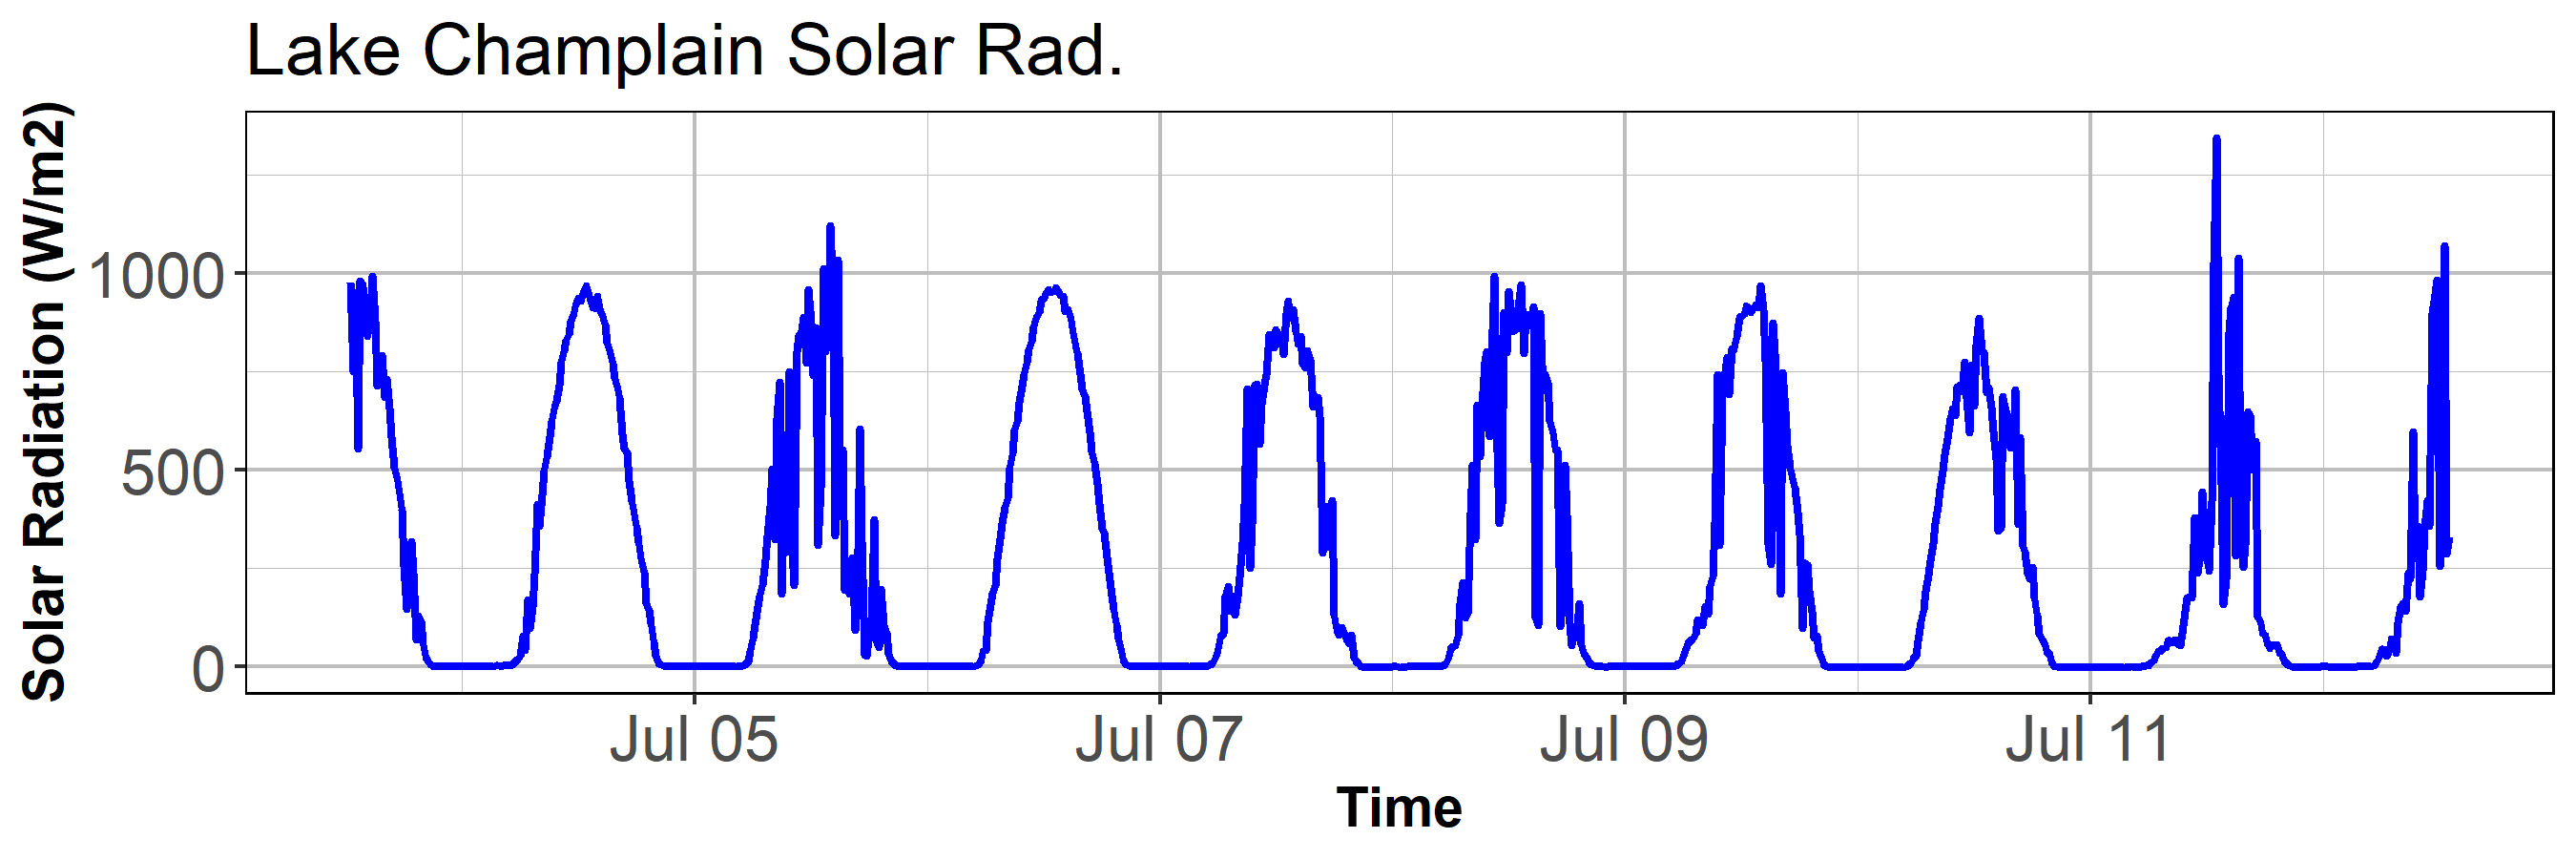 Lake Champlain Solar Rad.
Solar Radiation (W/m2)
1000
500
0
Jul 05 Jul 07 Jul 09 Jul 11
Time